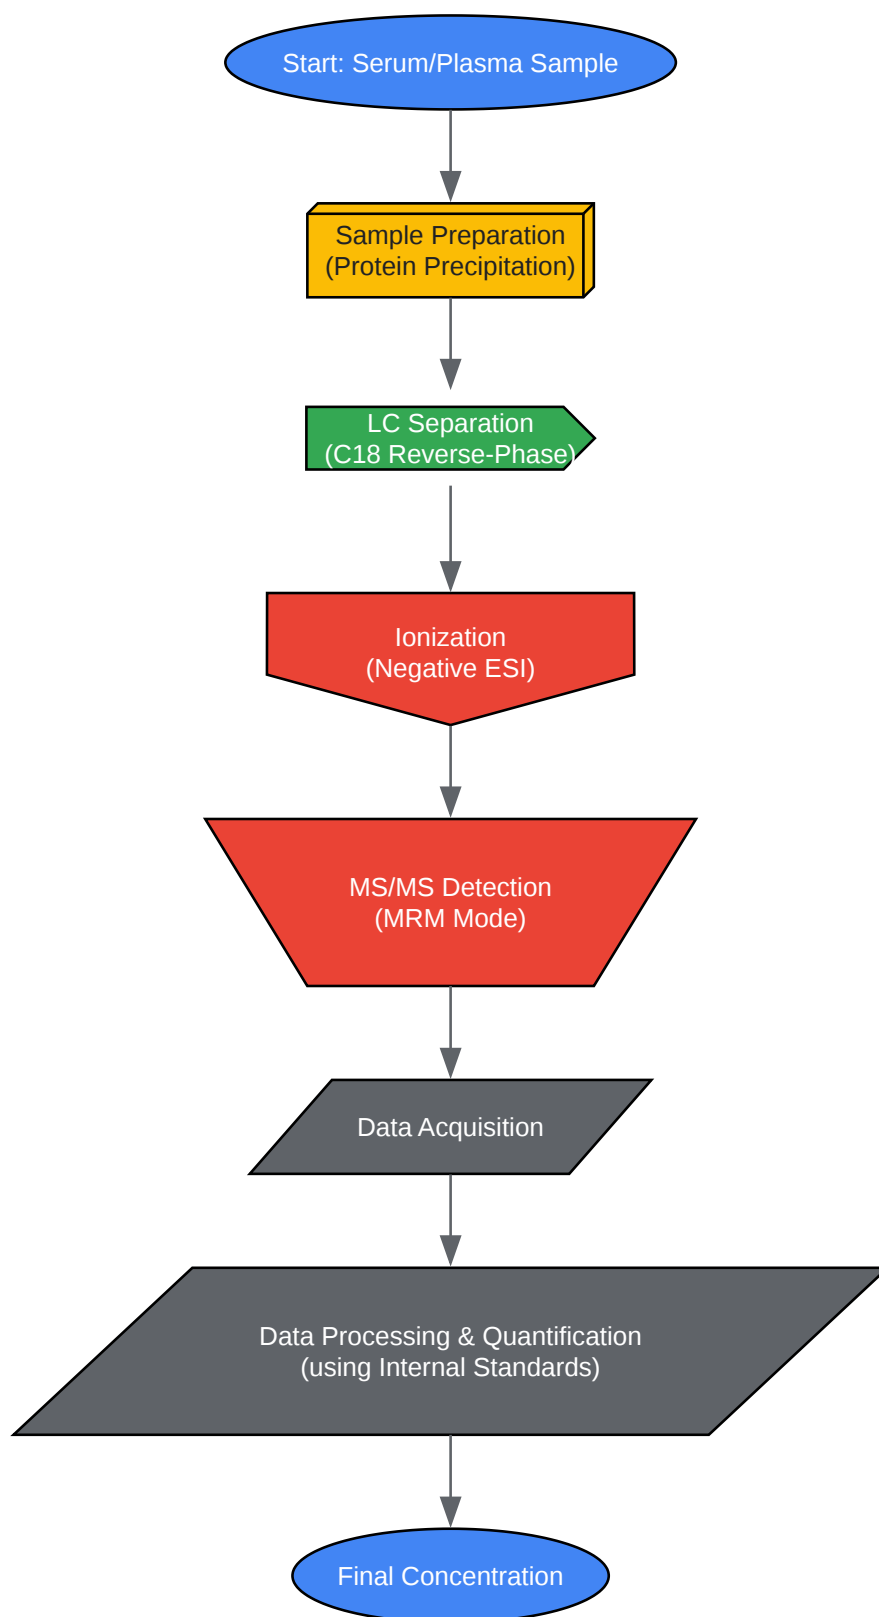 Start: Serum/Plasma Sample
Sample Preparation
(Protein Precipitation)
LC Separation
(C18 Reverse-Phase)
Ionization
(Negative ESI)
MS/MS Detection
(MRM Mode)
Data Acquisition
Data Processing & Quantification
(using Internal Standards)
Final Concentration